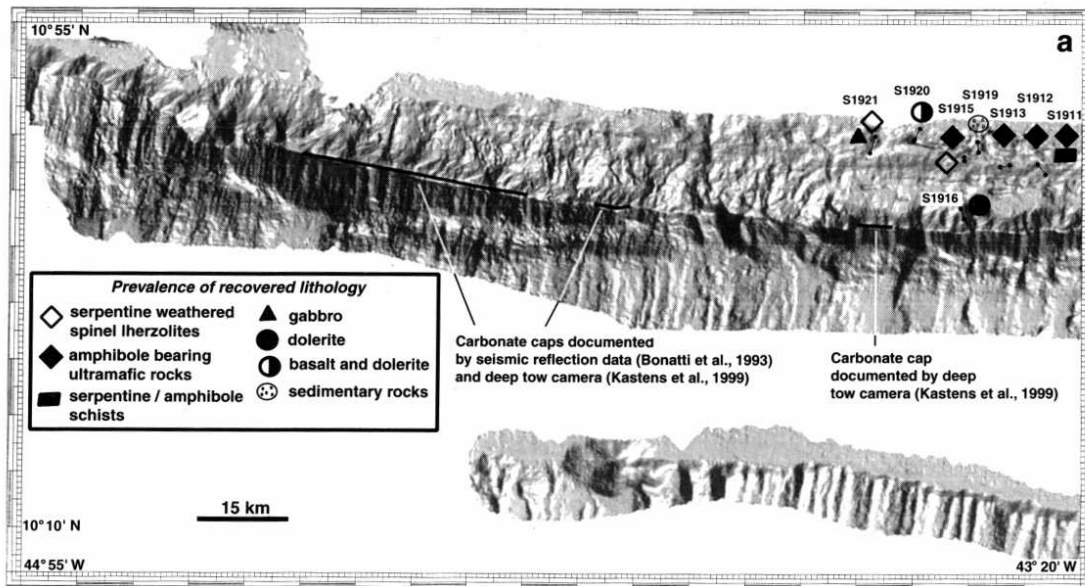 10°55' N
a
S1921
S1920
S1915
S1919
S1913
S1912
S1911
S1916
Prevalence of recovered lithology
serpentine weathered
spinel lherzolites
amphibole bearing
ultramafic rocks
serpentine / amphibole
schists
gabbro
dolerite
basalt and dolerite
sedimentary rocks
Carbonate caps documented
by seismic reflection data (Bonatti et al., 1993)
and deep tow camera (Kastens et al., 1999)
Carbonate cap
documented by deep
tow camera (Kastens et al., 1999)
15 km
10°10' N
44°55' W
43°20' W